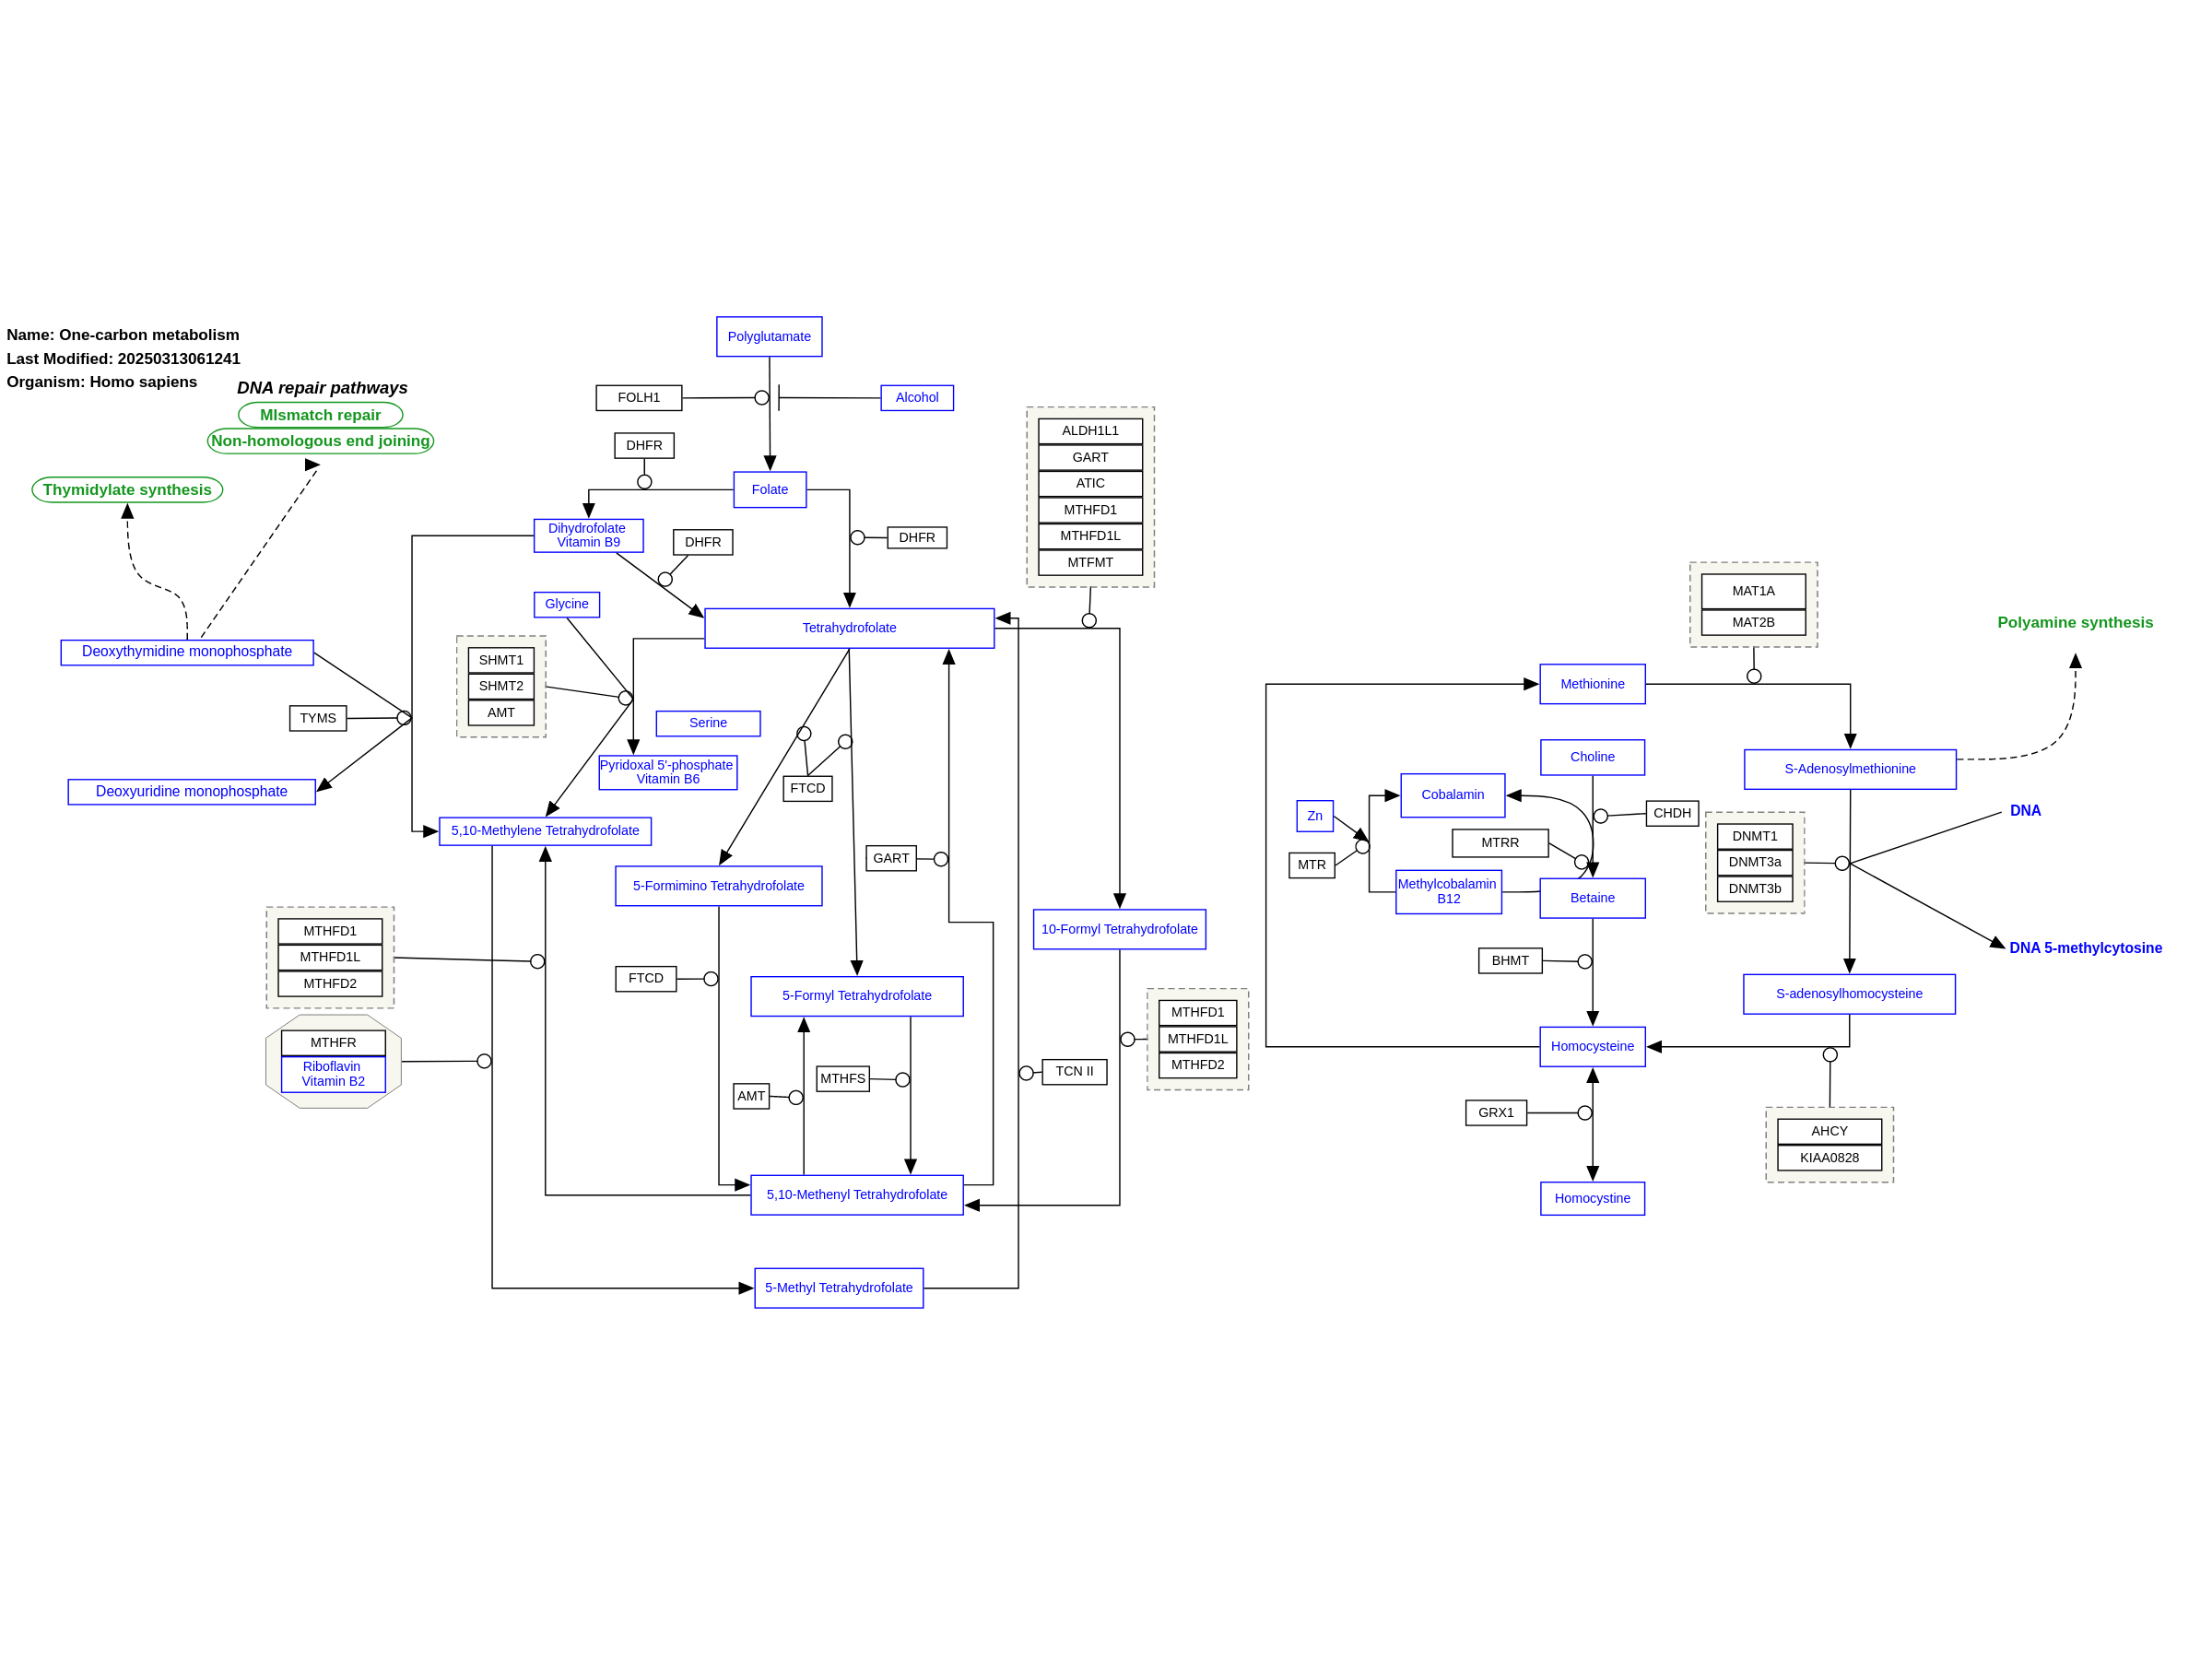 Name: One-carbon metabolism
Last Modified: 20250313061241
Organism: Homo sapiens
DNA repair pathways
MIsmatch repair
Non-homologous end joining
Thymidylate synthesis
Polyglutamate
FOLH1
Alcohol
DHFR
Folate
Dihydrofolate
Vitamin B9
DHFR
DHFR
ALDH1L1
GART
ATIC
MTHFD1
MTHFD1L
MTFMT
Glycine
Tetrahydrofolate
Deoxythymidine monophosphate
SHMT1
SHMT2
AMT
TYMS
Serine
Pyridoxal 5'-phosphate
Vitamin B6
FTCD
Deoxyuridine monophosphate
5,10-Methylene Tetrahydrofolate
GART
5-Formimino Tetrahydrofolate
10-Formyl Tetrahydrofolate
MTHFD1
MTHFD1L
MTHFD2
FTCD
5-Formyl Tetrahydrofolate
MTHFR
Riboflavin
Vitamin B2
MTHFD1
MTHFD1L
MTHFD2
TCN II
MTHFS
AMT
5,10-Methenyl Tetrahydrofolate
5-Methyl Tetrahydrofolate
MAT1A
MAT2B
Polyamine synthesis
Methionine
Choline
S-Adenosylmethionine
Cobalamin
Zn
CHDH
DNA
MTRR
MTR
DNMT1
DNMT3a
DNMT3b
Methylcobalamin
B12
Betaine
DNA 5-methylcytosine
BHMT
S-adenosylhomocysteine
Homocysteine
GRX1
AHCY
KIAA0828
Homocystine